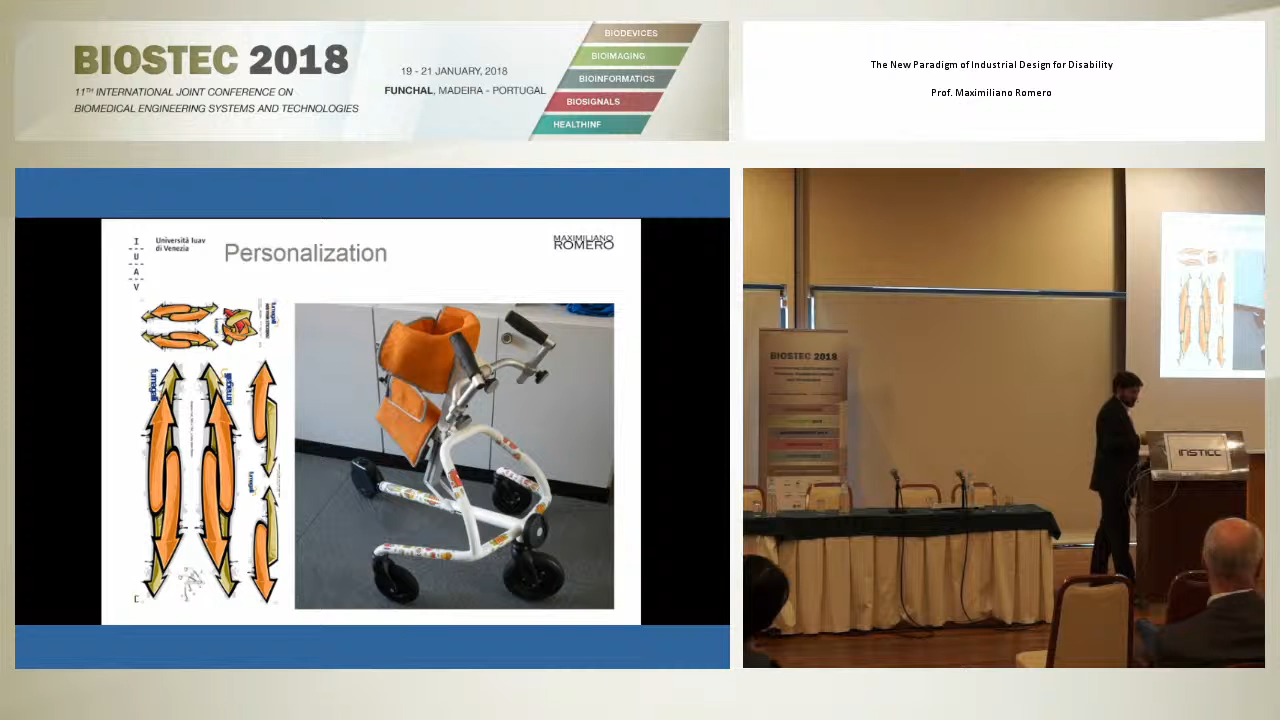 BIOSTEC 2018
11TH INTERNATIONAL JOINT CONFERENCE ON
BIOMEDICAL ENGINEERING SYSTEMS AND TECHNOLOGIES
19 - 21 JANUARY, 2018
FUNCHAL, MADEIRA - PORTUGAL
BIODEVICES
BIOIMAGING
BIOINFORMATICS
BIOSIGNALS
HEALTHINF
The New Paradigm of Industrial Design for Disability
Prof. Maximiliano Romero
I
U
A
V
Università Iuav
di Venezia
Personalization
MAXIMILIANO
ROMERO
fumagalli
fumagalli
BIOSTEC 2018
INSTICC